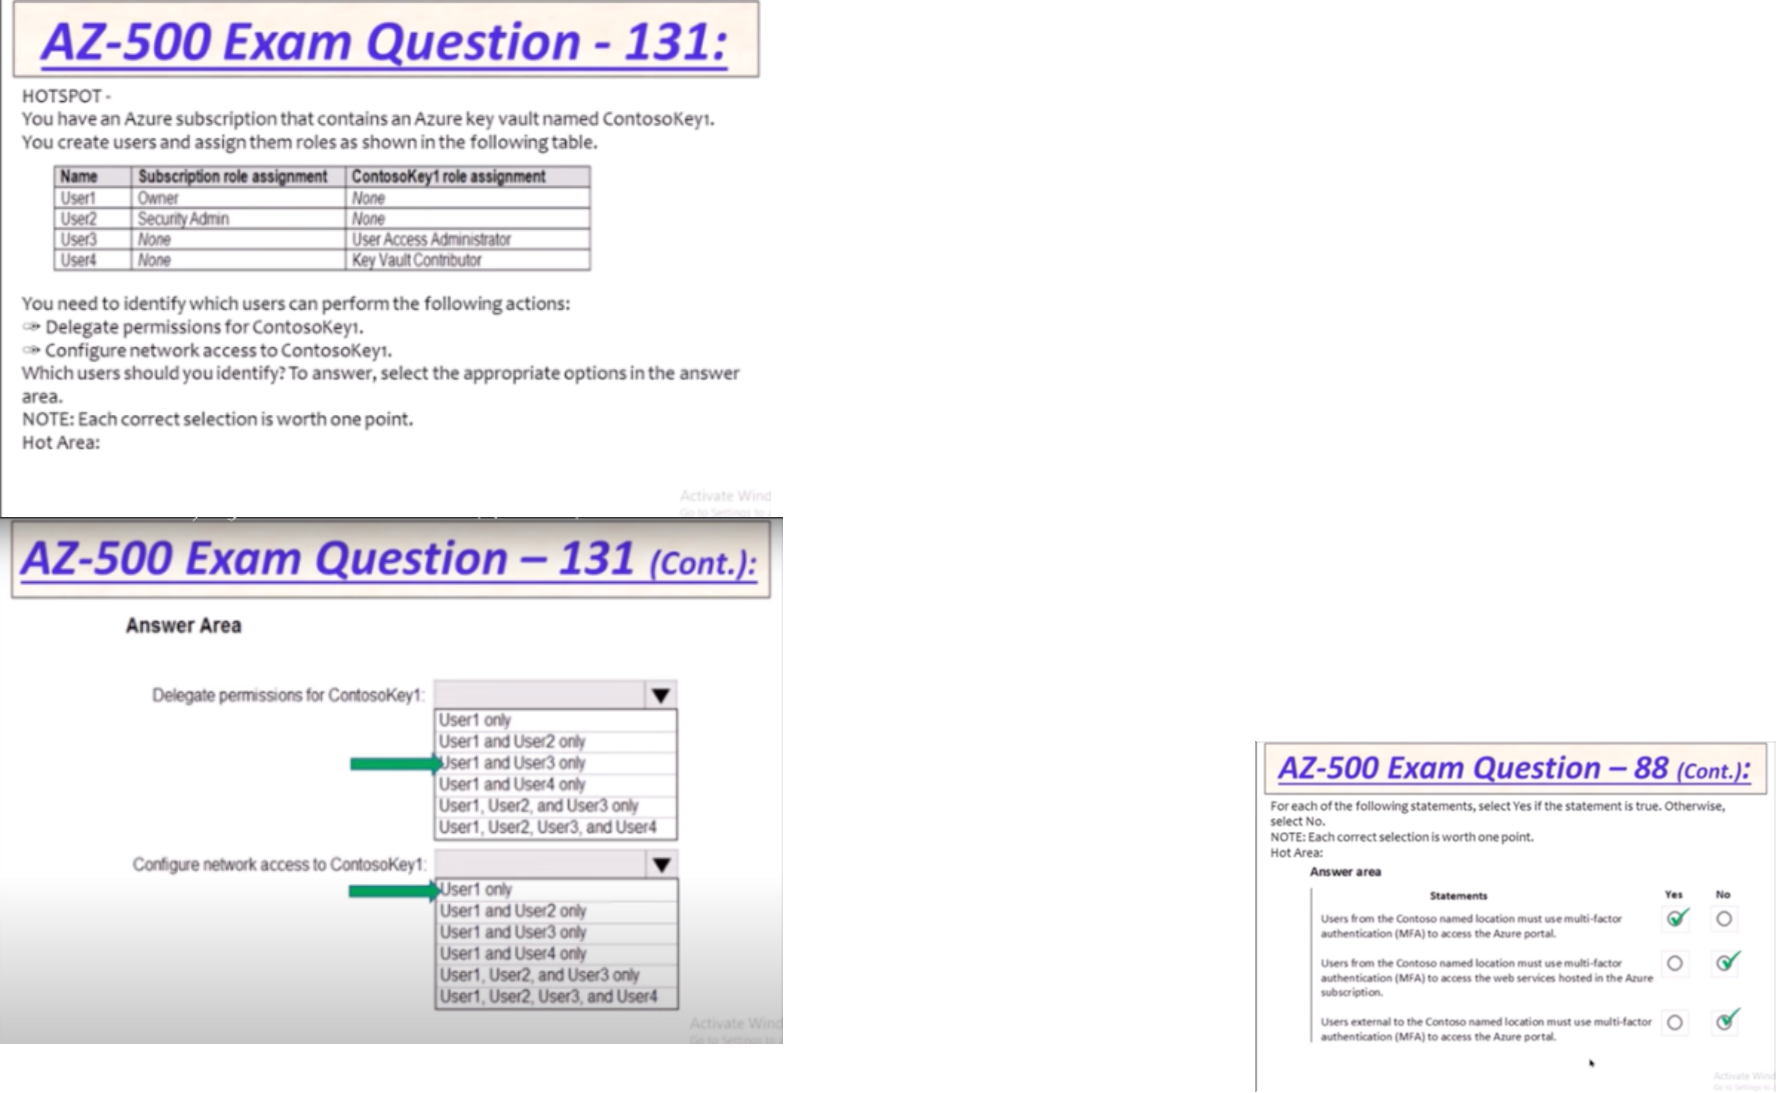 AZ-500 Exam Question - 131:
HOTSPOT -
You have an Azure subscription that contains an Azure key vault named ContosoKey1.
You create users and assign them roles as shown in the following table.
Name Subscription role assignment ContosoKey1 role assignment
User1 Owner None
User2 Security Admin None
User3 None User Access Administrator
User4 None Key Vault Contributor
You need to identify which users can perform the following actions:
Delegate permissions for ContosoKey1.
Configure network access to ContosoKey1.
Which users should you identify? To answer, select the appropriate options in the answer
area.
NOTE: Each correct selection is worth one point.
Hot Area:
Activate Wind
Go to Settings to
AZ-500 Exam Question – 131 (Cont.):
Answer Area
Delegate permissions for ContosoKey1:
User1 only
User1 and User2 only
User1 and User3 only
User1 and User4 only
User1, User2, and User3 only
User1, User2, User3, and User4
Configure network access to ContosoKey1:
User1 only
User1 and User2 only
User1 and User3 only
User1 and User4 only
User1, User2, and User3 only
User1, User2, User3, and User4
Activate Wind
Go to Settings to
AZ-500 Exam Question – 88 (Cont.):
For each of the following statements, select Yes if the statement is true. Otherwise,
select No.
NOTE: Each correct selection is worth one point.
Hot Area:
Answer area
Statements Yes No
Users from the Contoso named location must use multi-factor
authentication (MFA) to access the Azure portal.
Users from the Contoso named location must use multi-factor
authentication (MFA) to access the web services hosted in the Azure
subscription.
Users external to the Contoso named location must use multi-factor
authentication (MFA) to access the Azure portal.
Activate Wind
Go to Settings to